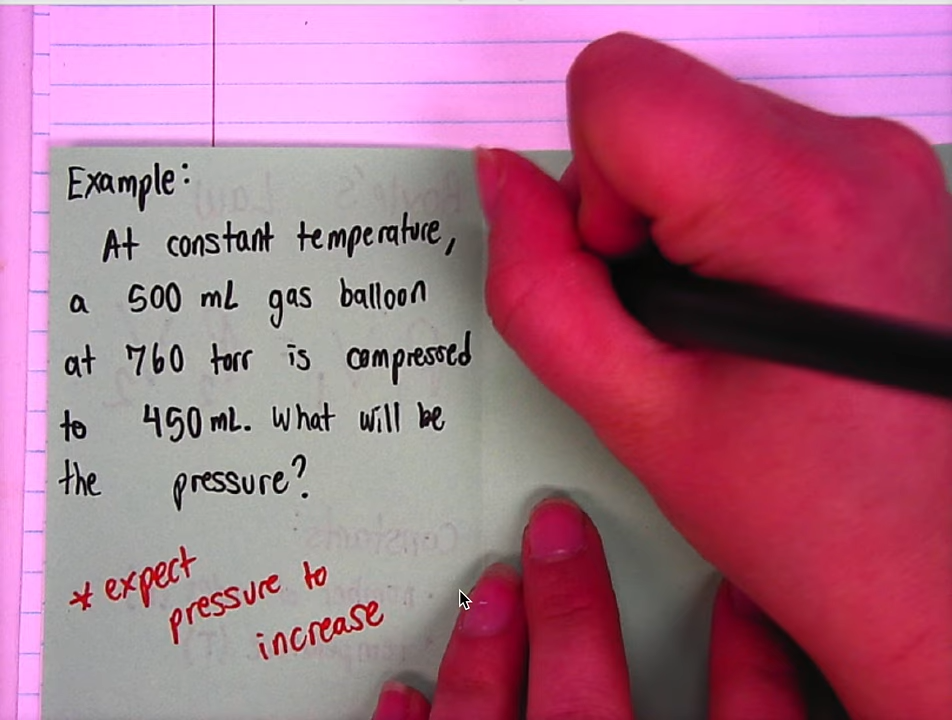 Example:
At constant temperature,
a 500 mL gas balloon
at 760 torr is compressed
to 450 mL. What will be
the pressure?
* expect
pressure to
increase